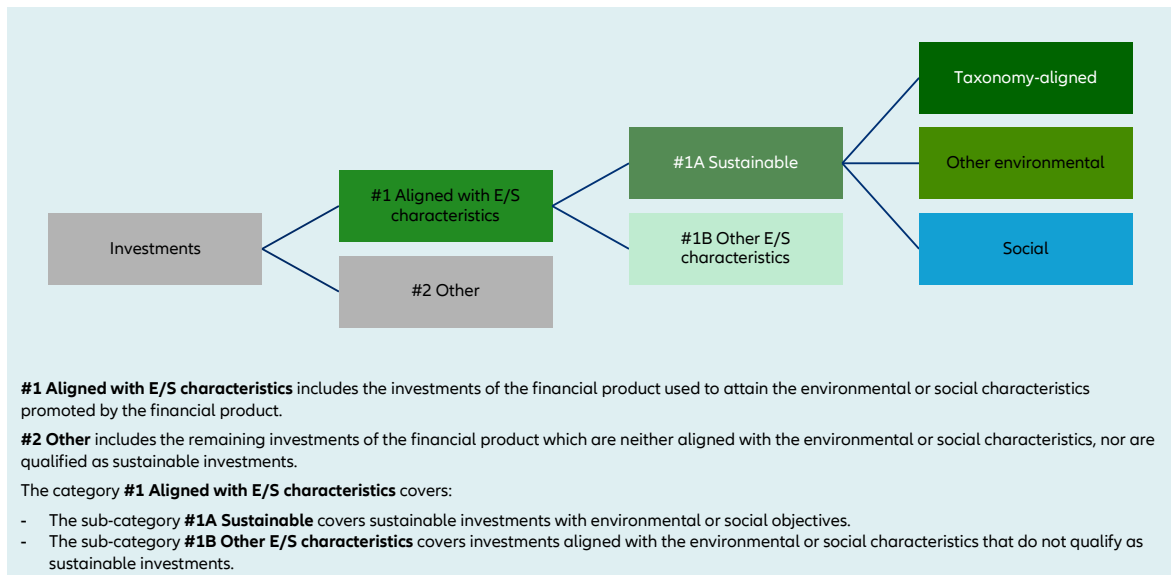 Taxonomy-aligned
#1A Sustainable
Other environmental
#1 Aligned with E/S
characteristics
#1B Other E/S
characteristics
Investments
Social
#2 Other
#1 Aligned with E/S characteristics includes the investments of the financial product used to attain the environmental or social characteristics
promoted by the financial product.
#2 Other includes the remaining investments of the financial product which are neither aligned with the environmental or social characteristics, nor are
qualified as sustainable investments.
The category #1 Aligned with E/S characteristics covers:
- The sub-category #1A Sustainable covers sustainable investments with environmental or social objectives.
- The sub-category #1B Other E/S characteristics covers investments aligned with the environmental or social characteristics that do not qualify as
sustainable investments.